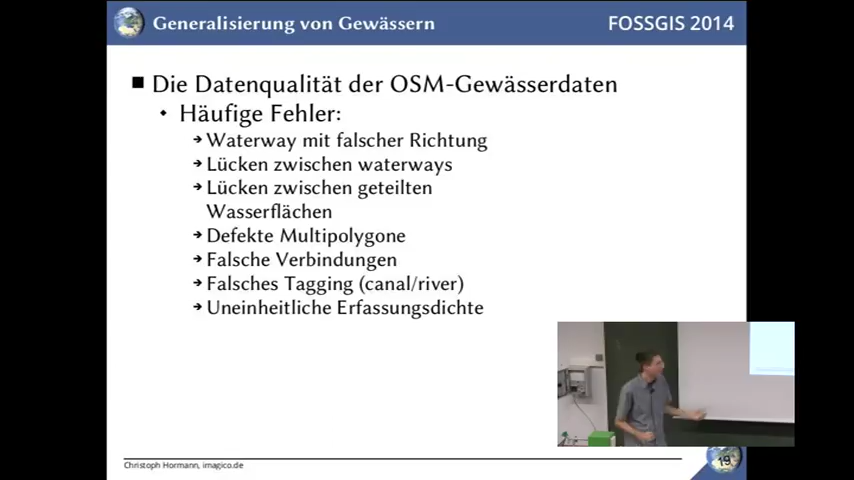 Generalisierung von Gewässern
FOSSGIS 2014
Die Datenqualität der OSM-Gewässerdaten
Häufige Fehler:
Waterway mit falscher Richtung
Lücken zwischen waterways
Lücken zwischen geteilten
Wasserflächen
Defekte Multipolygone
Falsche Verbindungen
Falsches Tagging (canal/river)
Uneinheitliche Erfassungsdichte
Christoph Hormann, imagico.de
19